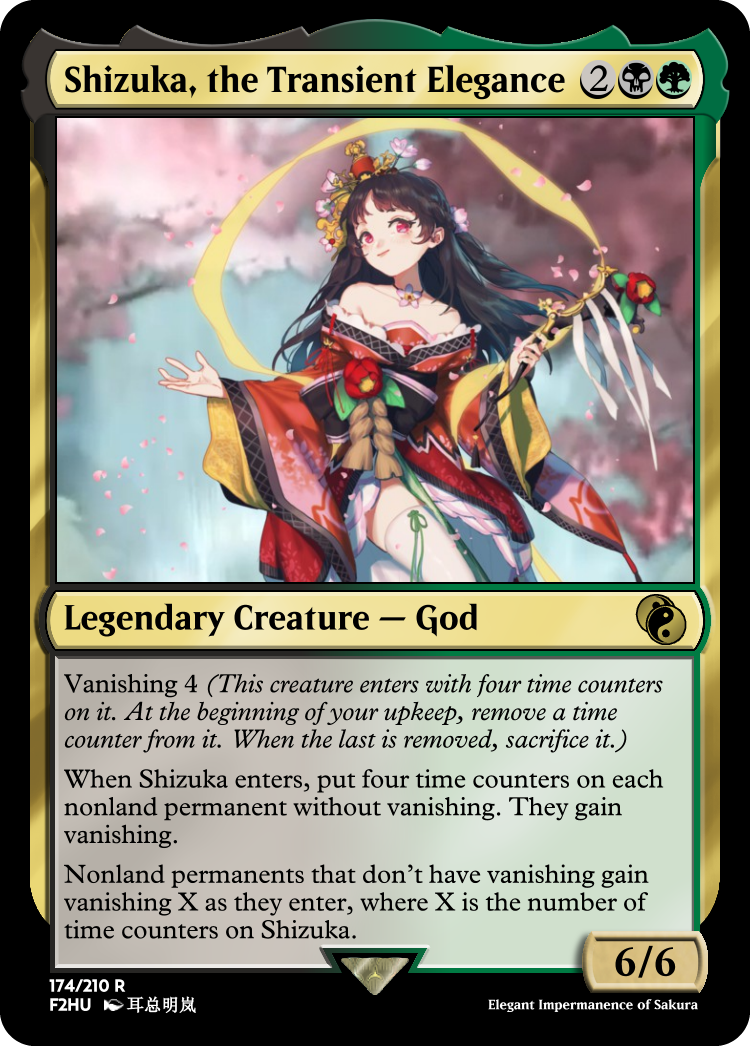 Shizuka, the Transient Elegance 2
Legendary Creature — God
Vanishing 4 (This creature enters with four time counters
on it. At the beginning of your upkeep, remove a time
counter from it. When the last is removed, sacrifice it.)
When Shizuka enters, put four time counters on each
nonland permanent without vanishing. They gain
vanishing.
Nonland permanents that don't have vanishing gain
vanishing X as they enter, where X is the number of
time counters on Shizuka.
6/6
174/210 R
F2HU 耳总明岚
Elegant Impermanence of Sakura